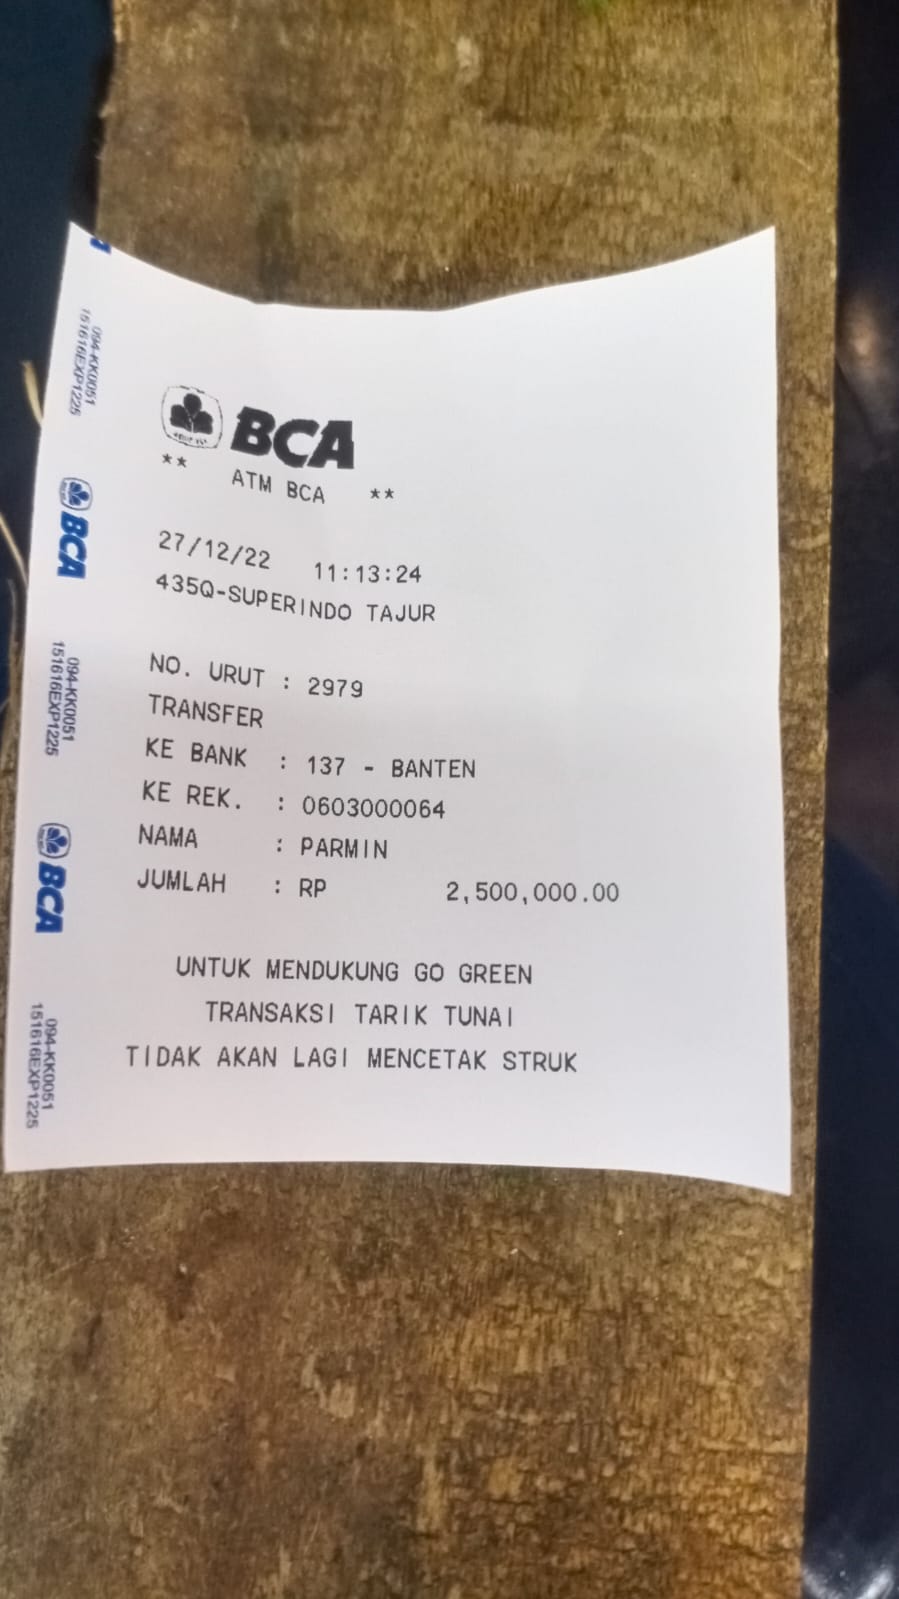 BCA
** ATM BCA **
27/12/22 11:13:24
435Q-SUPERINDO TAJUR
NO. URUT : 2979
TRANSFER
KE BANK : 137 - BANTEN
KE REK. : 0603000064
NAMA : PARMIN
JUMLAH : RP 2,500,000.00
UNTUK MENDUKUNG GO GREEN
TRANSAKSI TARIK TUNAI
TIDAK AKAN LAGI MENCETAK STRUK
094-KK0051
151616EXP1225
BCA
094-KK0051
151616EXP1225
BCA
094-KK0051
151616EXP1225